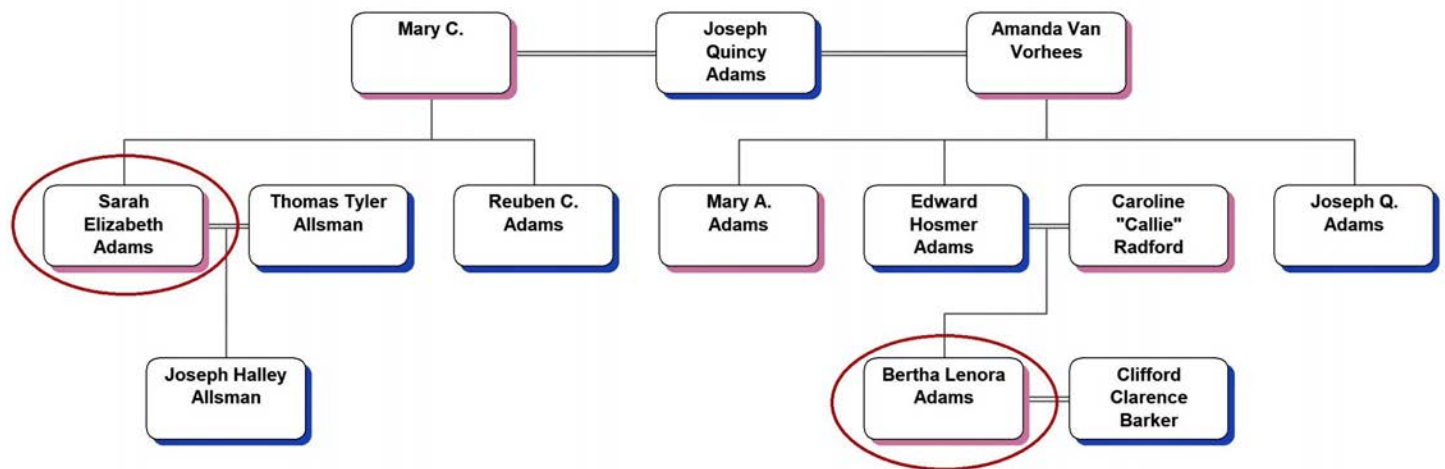 Mary C.
Joseph
Quincy
Adams
Amanda Van
Vorhees
Sarah
Elizabeth
Adams
Thomas Tyler
Allsman
Reuben C.
Adams
Mary A.
Adams
Edward
Hosmer
Adams
Caroline
"Callie"
Radford
Joseph Q.
Adams
Joseph Halley
Allsman
Bertha Lenora
Adams
Clifford
Clarence
Barker